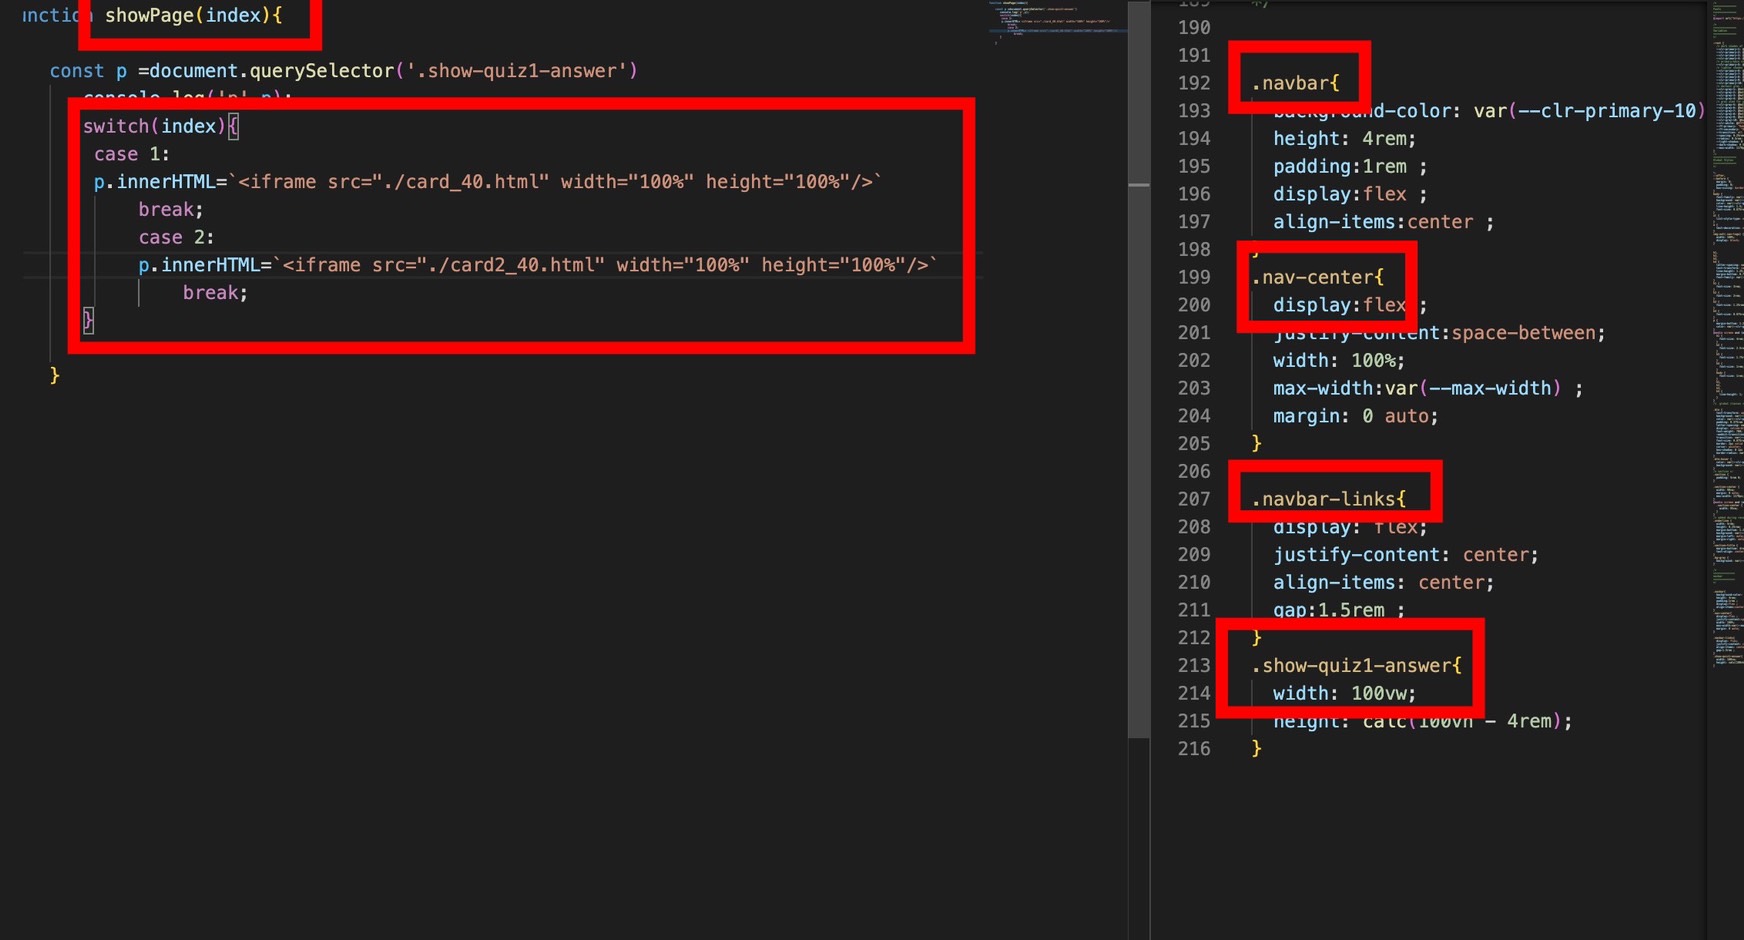 showPage(index){
const p =document.querySelector('.show-quiz1-answer')
console.log('p',p);
switch(index){
case 1:
p.innerHTML=`<iframe src="./card_40.html" width="100%" height="100%"/>`
break;
case 2:
p.innerHTML=`<iframe src="./card2_40.html" width="100%" height="100%"/>`
break;
}
}
189 */
190
191
192 .navbar{
193 background-color: var(--clr-primary-10)
194 height: 4rem;
195 padding:1rem ;
196 display:flex ;
197 align-items:center ;
198 }
199 .nav-center{
200 display:flex ;
201 justify-content:space-between;
202 width: 100%;
203 max-width:var(--max-width) ;
204 margin: 0 auto;
205 }
206
207 .navbar-links{
208 display: flex;
209 justify-content: center;
210 align-items: center;
211 gap:1.5rem ;
212 }
213 .show-quiz1-answer{
214 width: 100vw;
215 height: calc(100vh - 4rem);
216 }